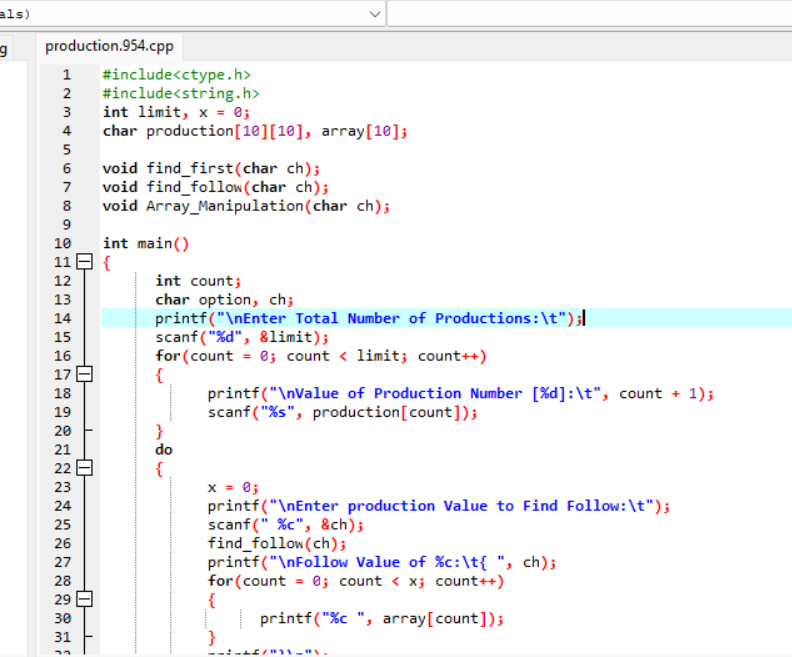 als)
g
production.954.cpp
1 #include<ctype.h>
2 #include<string.h>
3 int limit, x = 0;
4 char production[10][10], array[10];
5
6 void find_first(char ch);
7 void find_follow(char ch);
8 void Array_Manipulation(char ch);
9
10 int main()
11 {
12 int count;
13 char option, ch;
14 printf("\nEnter Total Number of Productions:\t");
15 scanf("%d", &limit);
16 for(count = 0; count < limit; count++)
17 {
18 printf("\nValue of Production Number [%d]:\t", count + 1);
19 scanf("%s", production[count]);
20 }
21 do
22 {
23 x = 0;
24 printf("\nEnter production Value to Find Follow:\t");
25 scanf(" %c", &ch);
26 find_follow(ch);
27 printf("\nFollow Value of %c:\t{ ", ch);
28 for(count = 0; count < x; count++)
29 {
30 printf("%c ", array[count]);
31 }
32 printf("}\n");